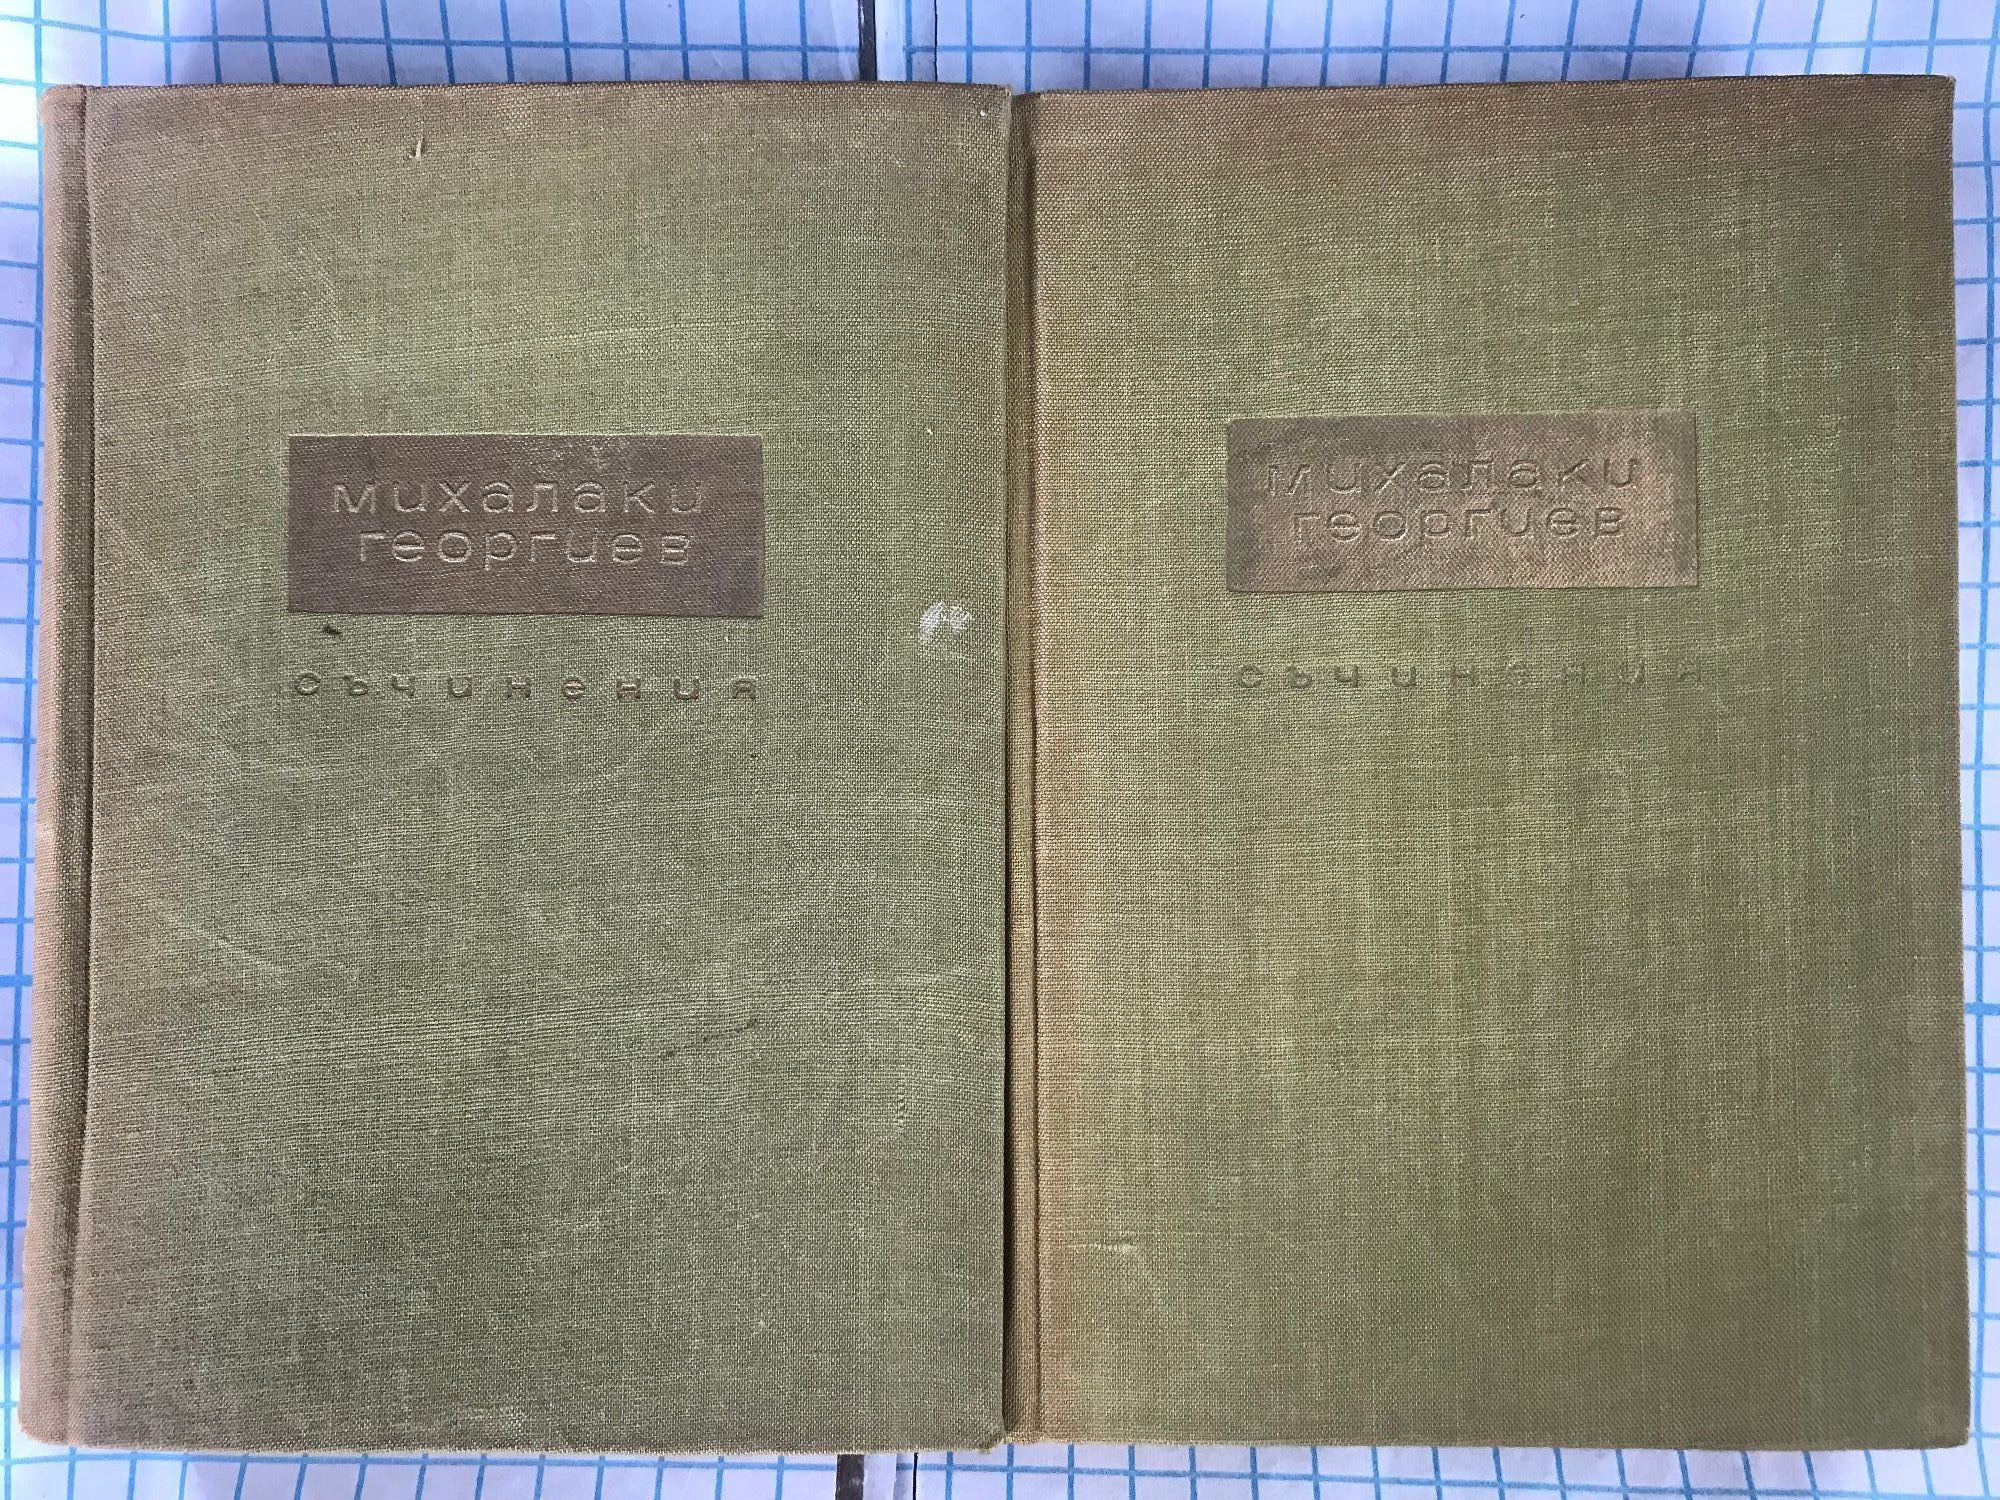 михалаки
георгиев
съчинения
михалаки
георгиев
съчинения